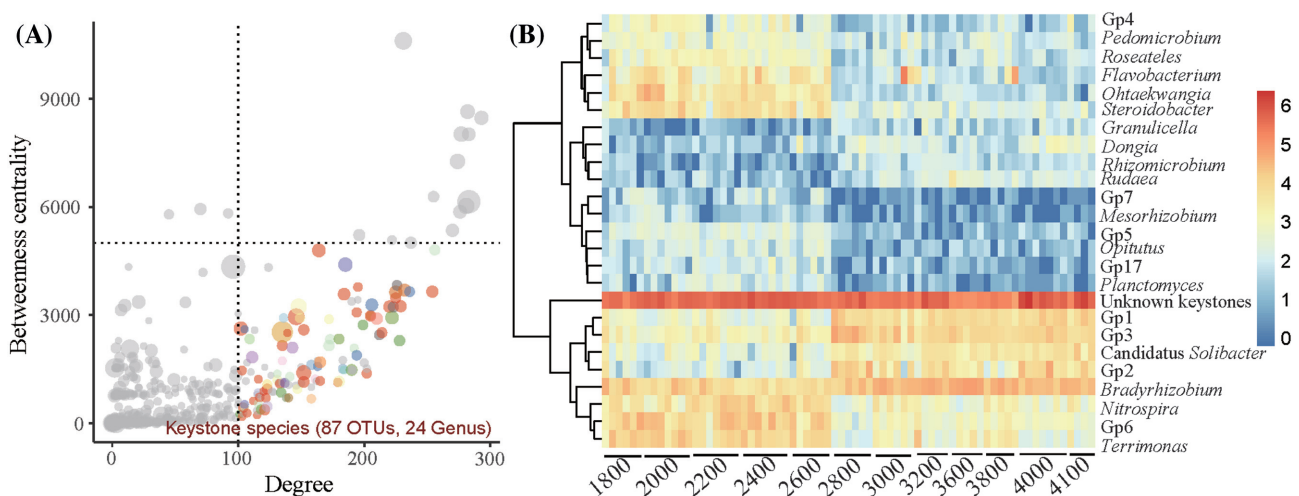 (A)
Betweenness centrality
9000
6000
3000
0
Keystone species (87 OTUs, 24 Genus)
0 100 200 300
Degree
(B)
Gp4
Pedomicrobium
Roseateles
Flavobacterium
Ohtaekwangia
Steroidobacter
Granulicella
Dongia
Rhizomicrobium
Rudaea
Gp7
Mesorhizobium
Gp5
Opitutus
Gp17
Planctomyces
Unknown keystones
Gp1
Gp3
Candidatus Solibacter
Gp2
Bradyrhizobium
Nitrospira
Gp6
Terrimonas
1800 2000 2200 2400 2600 2800 3000 3200 3600 3800 4000 4100
6
5
4
3
2
1
0